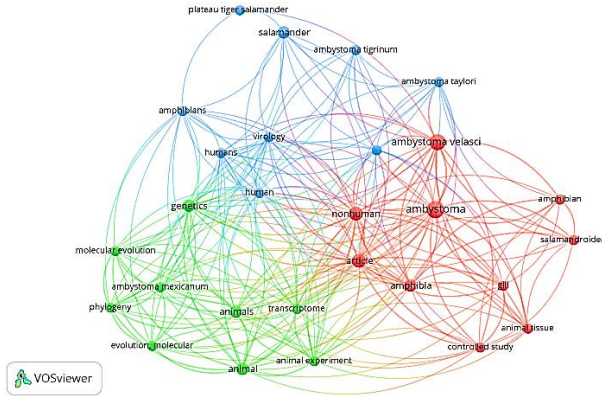 plateau tiger salamander
salamander
ambystoma tigrinum
ambystoma taylori
amphibians
virology
ambystoma velasci
humans
human
amphibian
genetics
nonhuman
ambystoma
salamandroidea
molecular evolution
article
ambystoma mexicanum
amphibia
gill
phylogeny
animals
transcriptome
animal tissue
evolution, molecular
controlled study
animal experiment
animal
VOSviewer